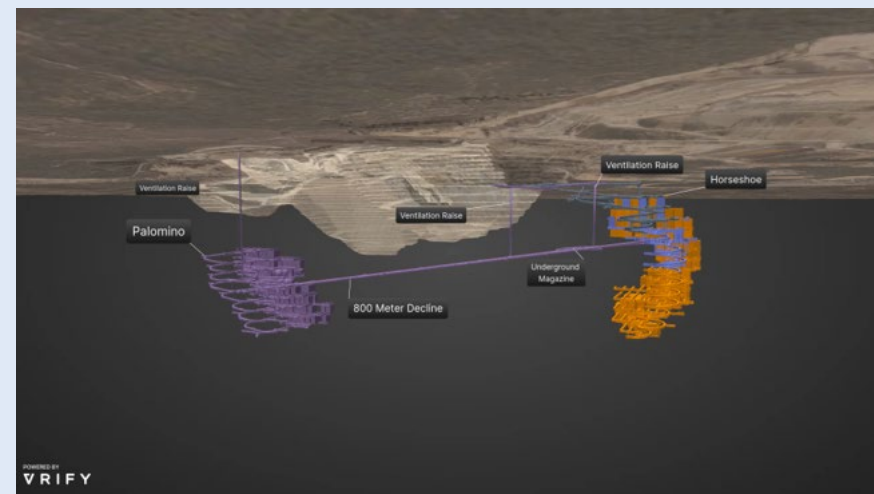 Ventilation Raise
Horseshoe
Ventilation Raise
Ventilation Raise
Palomino
Underground
Magazine
800 Meter Decline
POWERED BY
VRIFY